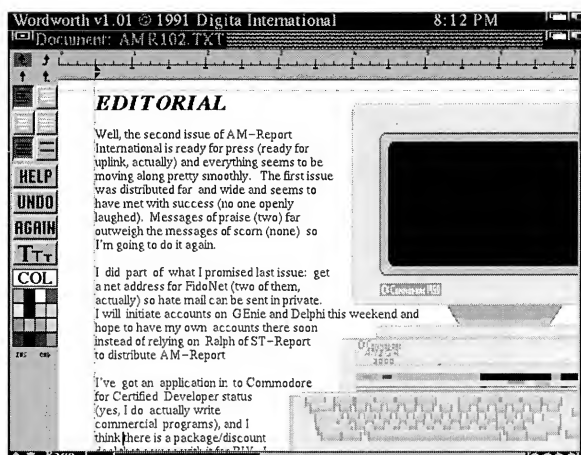 Wordworth v1.01 © 1991 Digita International 8:12 PM
Document: AMR102.TXT
EDITORIAL
Well, the second issue of AM-Report
International is ready for press (ready for
uplink, actually) and everything seems to be
moving along pretty smoothly. The first issue
was distributed far and wide and seems to
have met with success (no one openly
laughed). Messages of praise (two) far
outweigh the messages of scorn (none) so
I'm going to do it again.
I did part of what I promised last issue: get
a net address for FidoNet (two of them,
actually) so hate mail can be sent in private.
I will initiate accounts on GEnie and Delphi this weekend and
hope to have my own accounts there soon
instead of relying on Ralph of ST-Report
to distribute AM-Report
I've got an application in to Commodore
for Certified Developer status
(yes, I do actually write
commercial programs), and I
think there is a package/discount
HELP
UNDO
AGAIN
TTT
COL
INS
Commodore